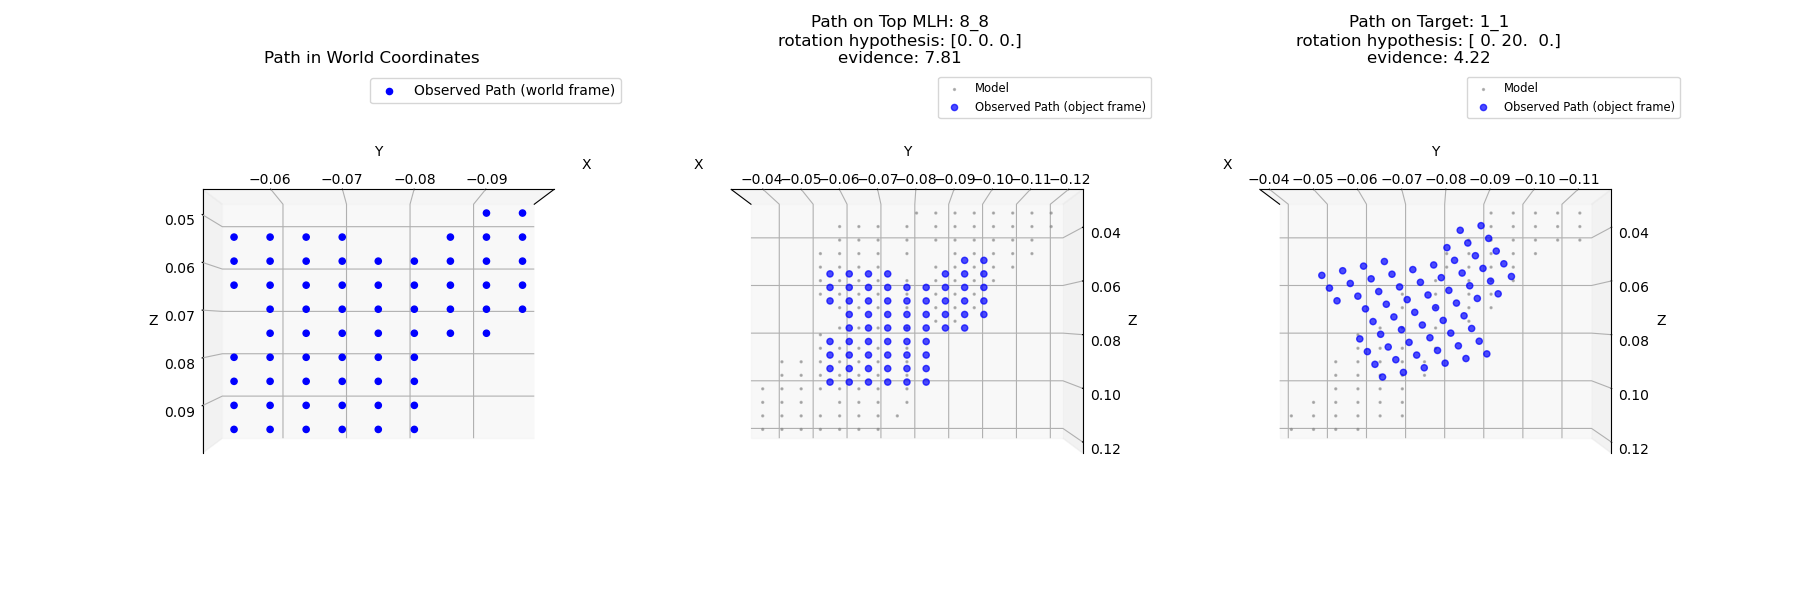 Path in World Coordinates
Observed Path (world frame)
Y
X
−0.06 −0.07 −0.08 −0.09
0.05
0.06
0.07
0.08
0.09
Z
Path on Top MLH: 8_8
rotation hypothesis: [0. 0. 0.]
evidence: 7.81
Model
Observed Path (object frame)
Y
X
−0.04 −0.05 −0.06 −0.07 −0.08 −0.09 −0.10 −0.11 −0.12
0.04
0.06
0.08
0.10
0.12
Z
Path on Target: 1_1
rotation hypothesis: [ 0. 20.  0.]
evidence: 4.22
Model
Observed Path (object frame)
Y
X
−0.04 −0.05 −0.06 −0.07 −0.08 −0.09 −0.10 −0.11
0.04
0.06
0.08
0.10
0.12
Z